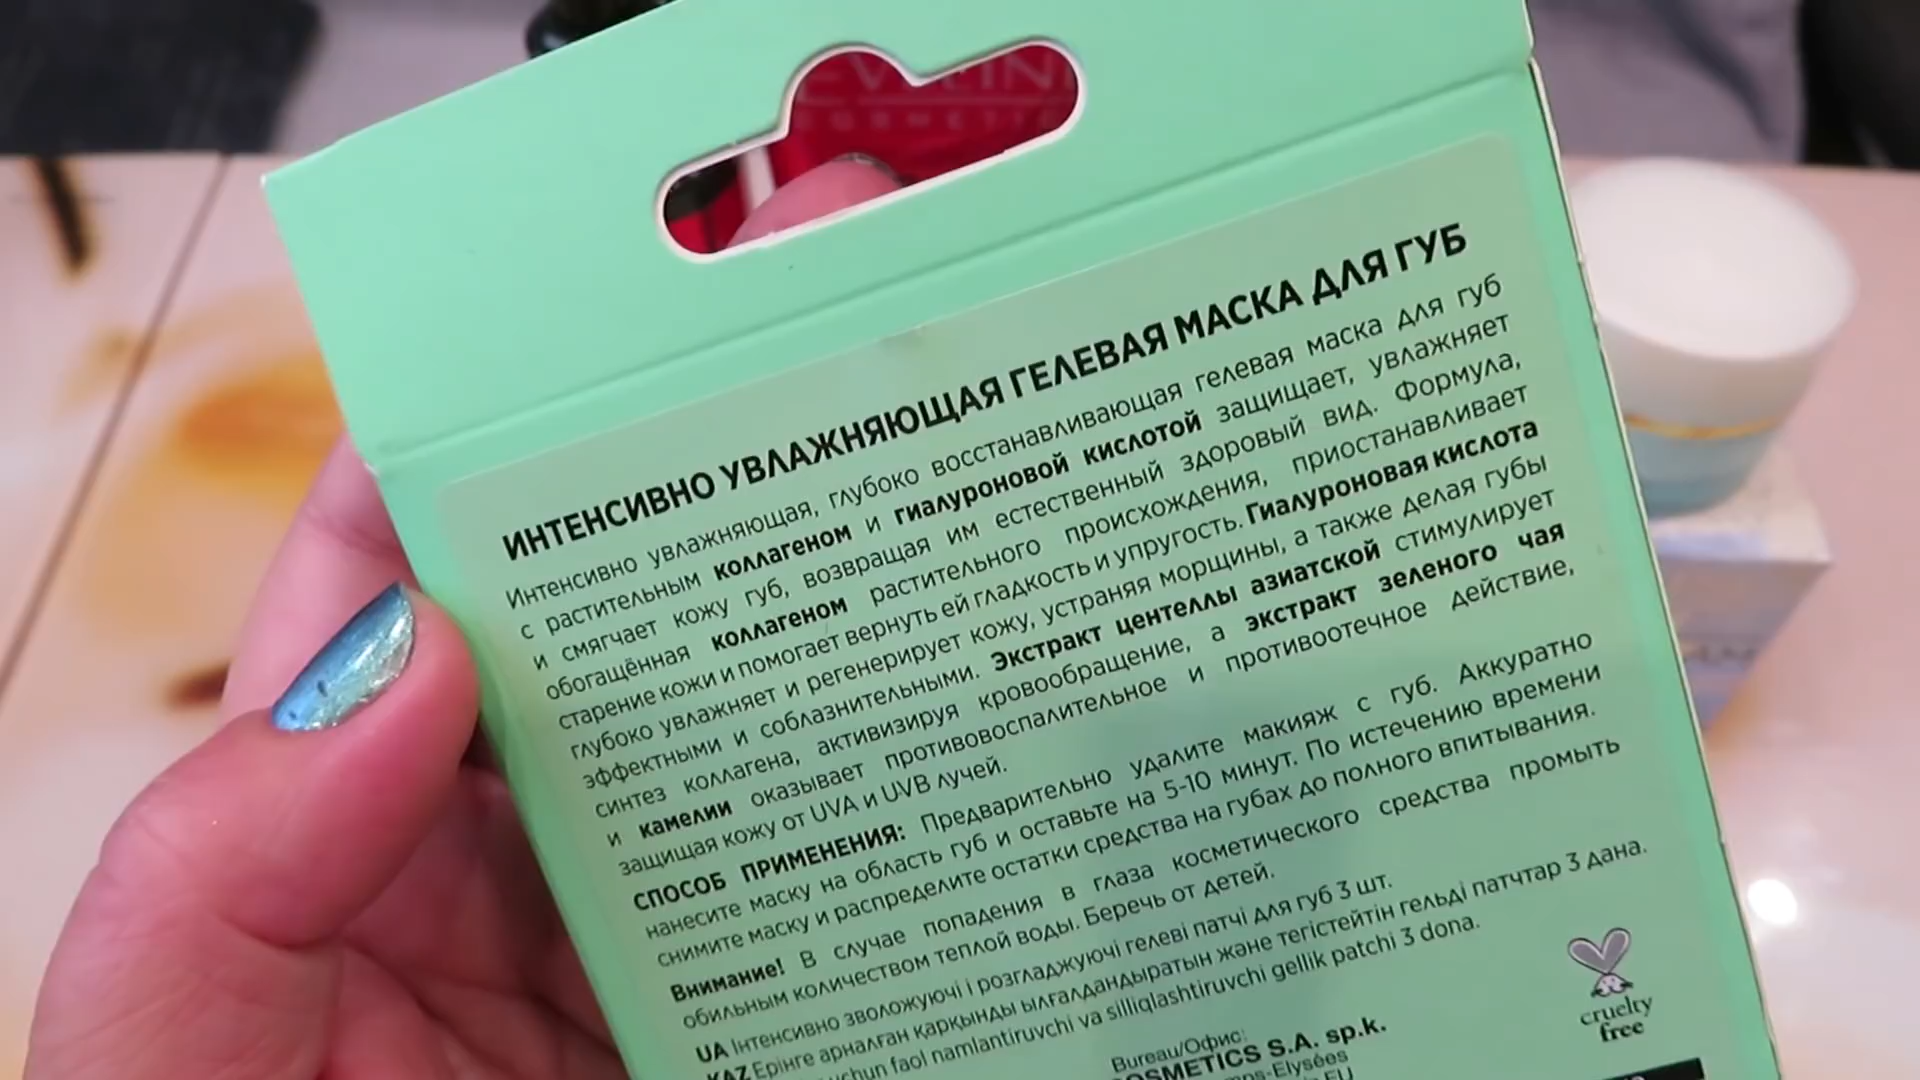 ИНТЕНСИВНО УВЛАЖНЯЮЩАЯ ГЕЛЕВАЯ МАСКА ДЛЯ ГУБ
Интенсивно увлажняющая, глубоко восстанавливающая гелевая маска для губ
с растительным коллагеном и гиалуроновой кислотой защищает, увлажняет
и смягчает кожу губ, возвращая им естественный здоровый вид. Формула,
обогащённая коллагеном растительного происхождения, приостанавливает
старение кожи и помогает вернуть ей гладкость и упругость. Гиалуроновая кислота
глубоко увлажняет и регенерирует кожу, устраняя морщины, а также делая губы
эффектными и соблазнительными. Экстракт центеллы азиатской стимулирует
синтез коллагена, активизируя кровообращение, а экстракт зеленого чая
и камелии оказывает противовоспалительное и противоотечное действие,
защищая кожу от UVA и UVB лучей.
СПОСОБ ПРИМЕНЕНИЯ: Предварительно удалите макияж с губ. Аккуратно
нанесите маску на область губ и оставьте на 5-10 минут. По истечению времени
снимите маску и распределите остатки средства на губах до полного впитывания.
Внимание! В случае попадения в глаза косметического средства промыть
обильным количеством теплой воды. Беречь от детей.
UA Інтенсивно зволожуючі і розгладжуючі гелеві патчі для губ 3 шт.
KAZ Ерінге арналған қарқынды ылғалдандыратын және тегістейтін гельді патчтар 3 дана.
faol namlantiruvchi va silliqlashtiruvchi gellik patchi 3 dona.
Bureau/Офис:
COSMETICS S.A. sp.k.
EU
cruelty
free